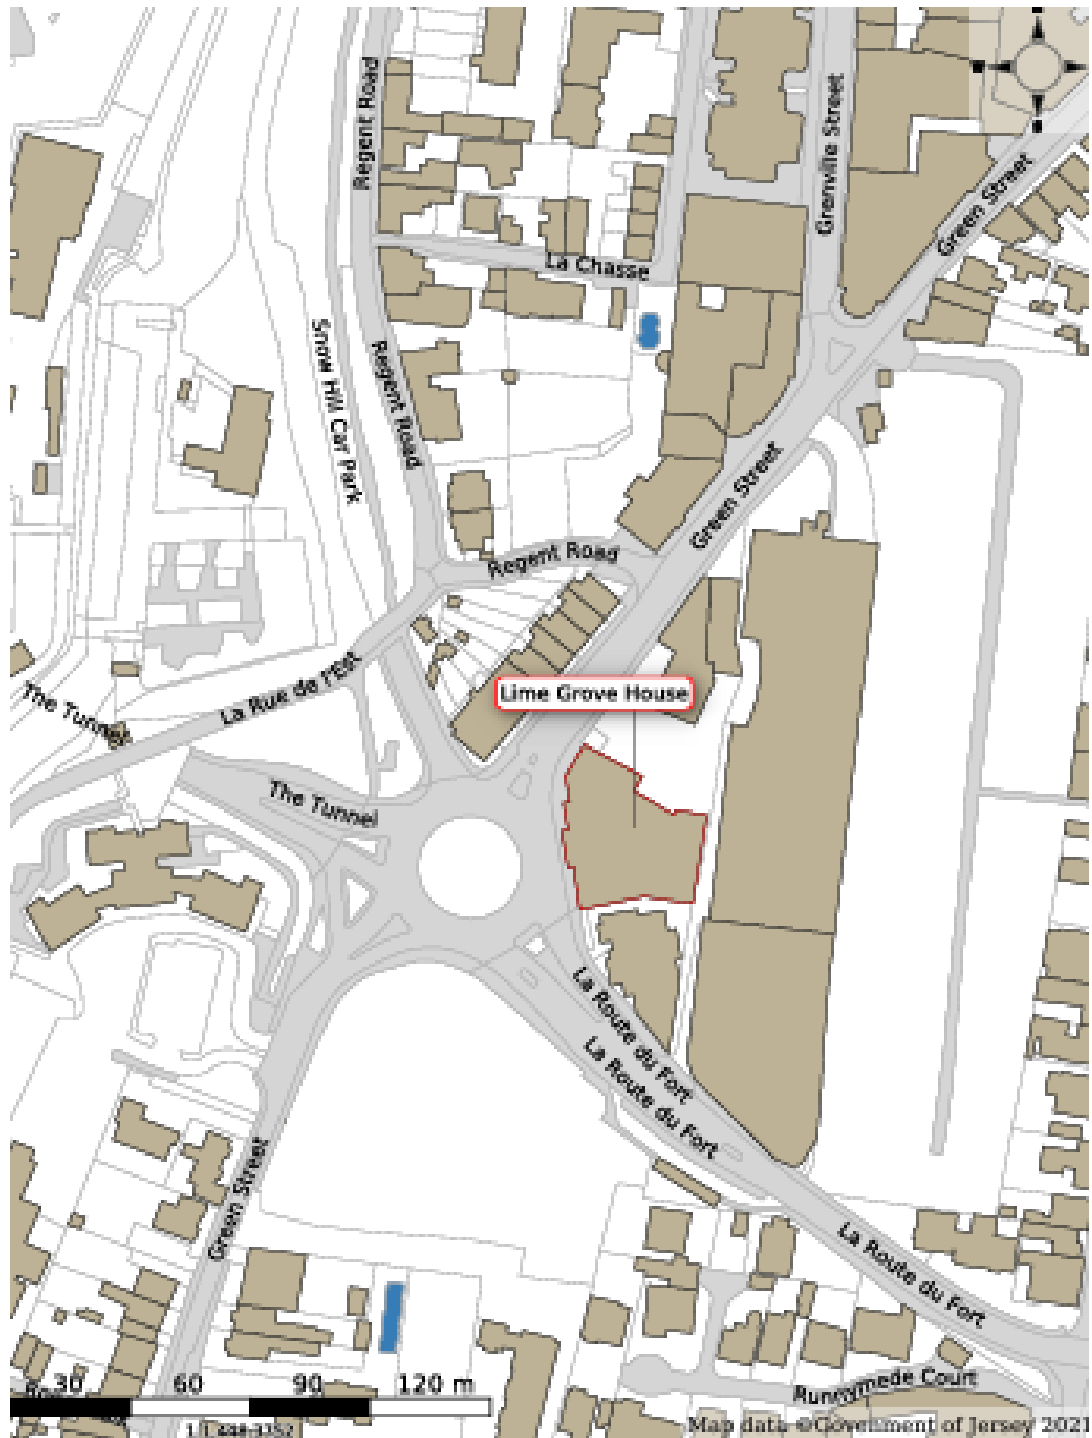 Regent Road
Grenville Street
Green Street
La Chasse
Snow Hill Car Park
Regent Road
Green Street
Regent Road
Lime Grove House
La Rue de l'Est
The Tunnel
The Tunnel
La Route du Fort
La Route du Fort
Green Street
La Route du Fort
Runnymede Court
30 60 90 120 m
Map data ©Government of Jersey 2021